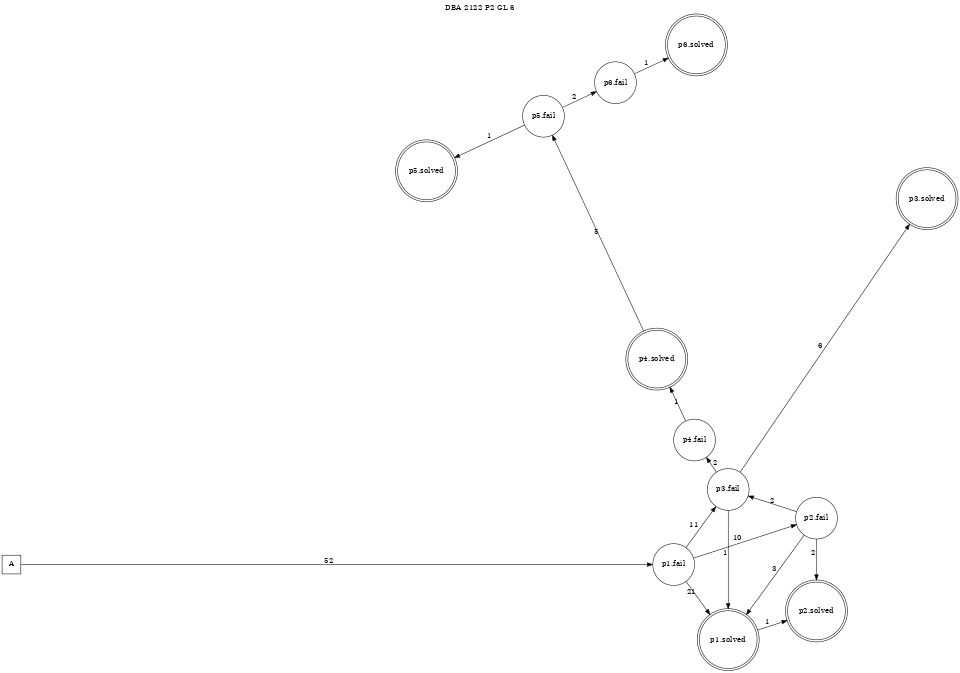 DBA 2122 P2 GL 6
p6.solved
1
p6.fail
2
p5.fail
1
p5.solved
p3.solved
5
6
p4.solved
1
p4.fail
2
p3.fail
2
p2.fail
11
10
1
2
52
A
p1.fail
3
21
p2.solved
1
p1.solved